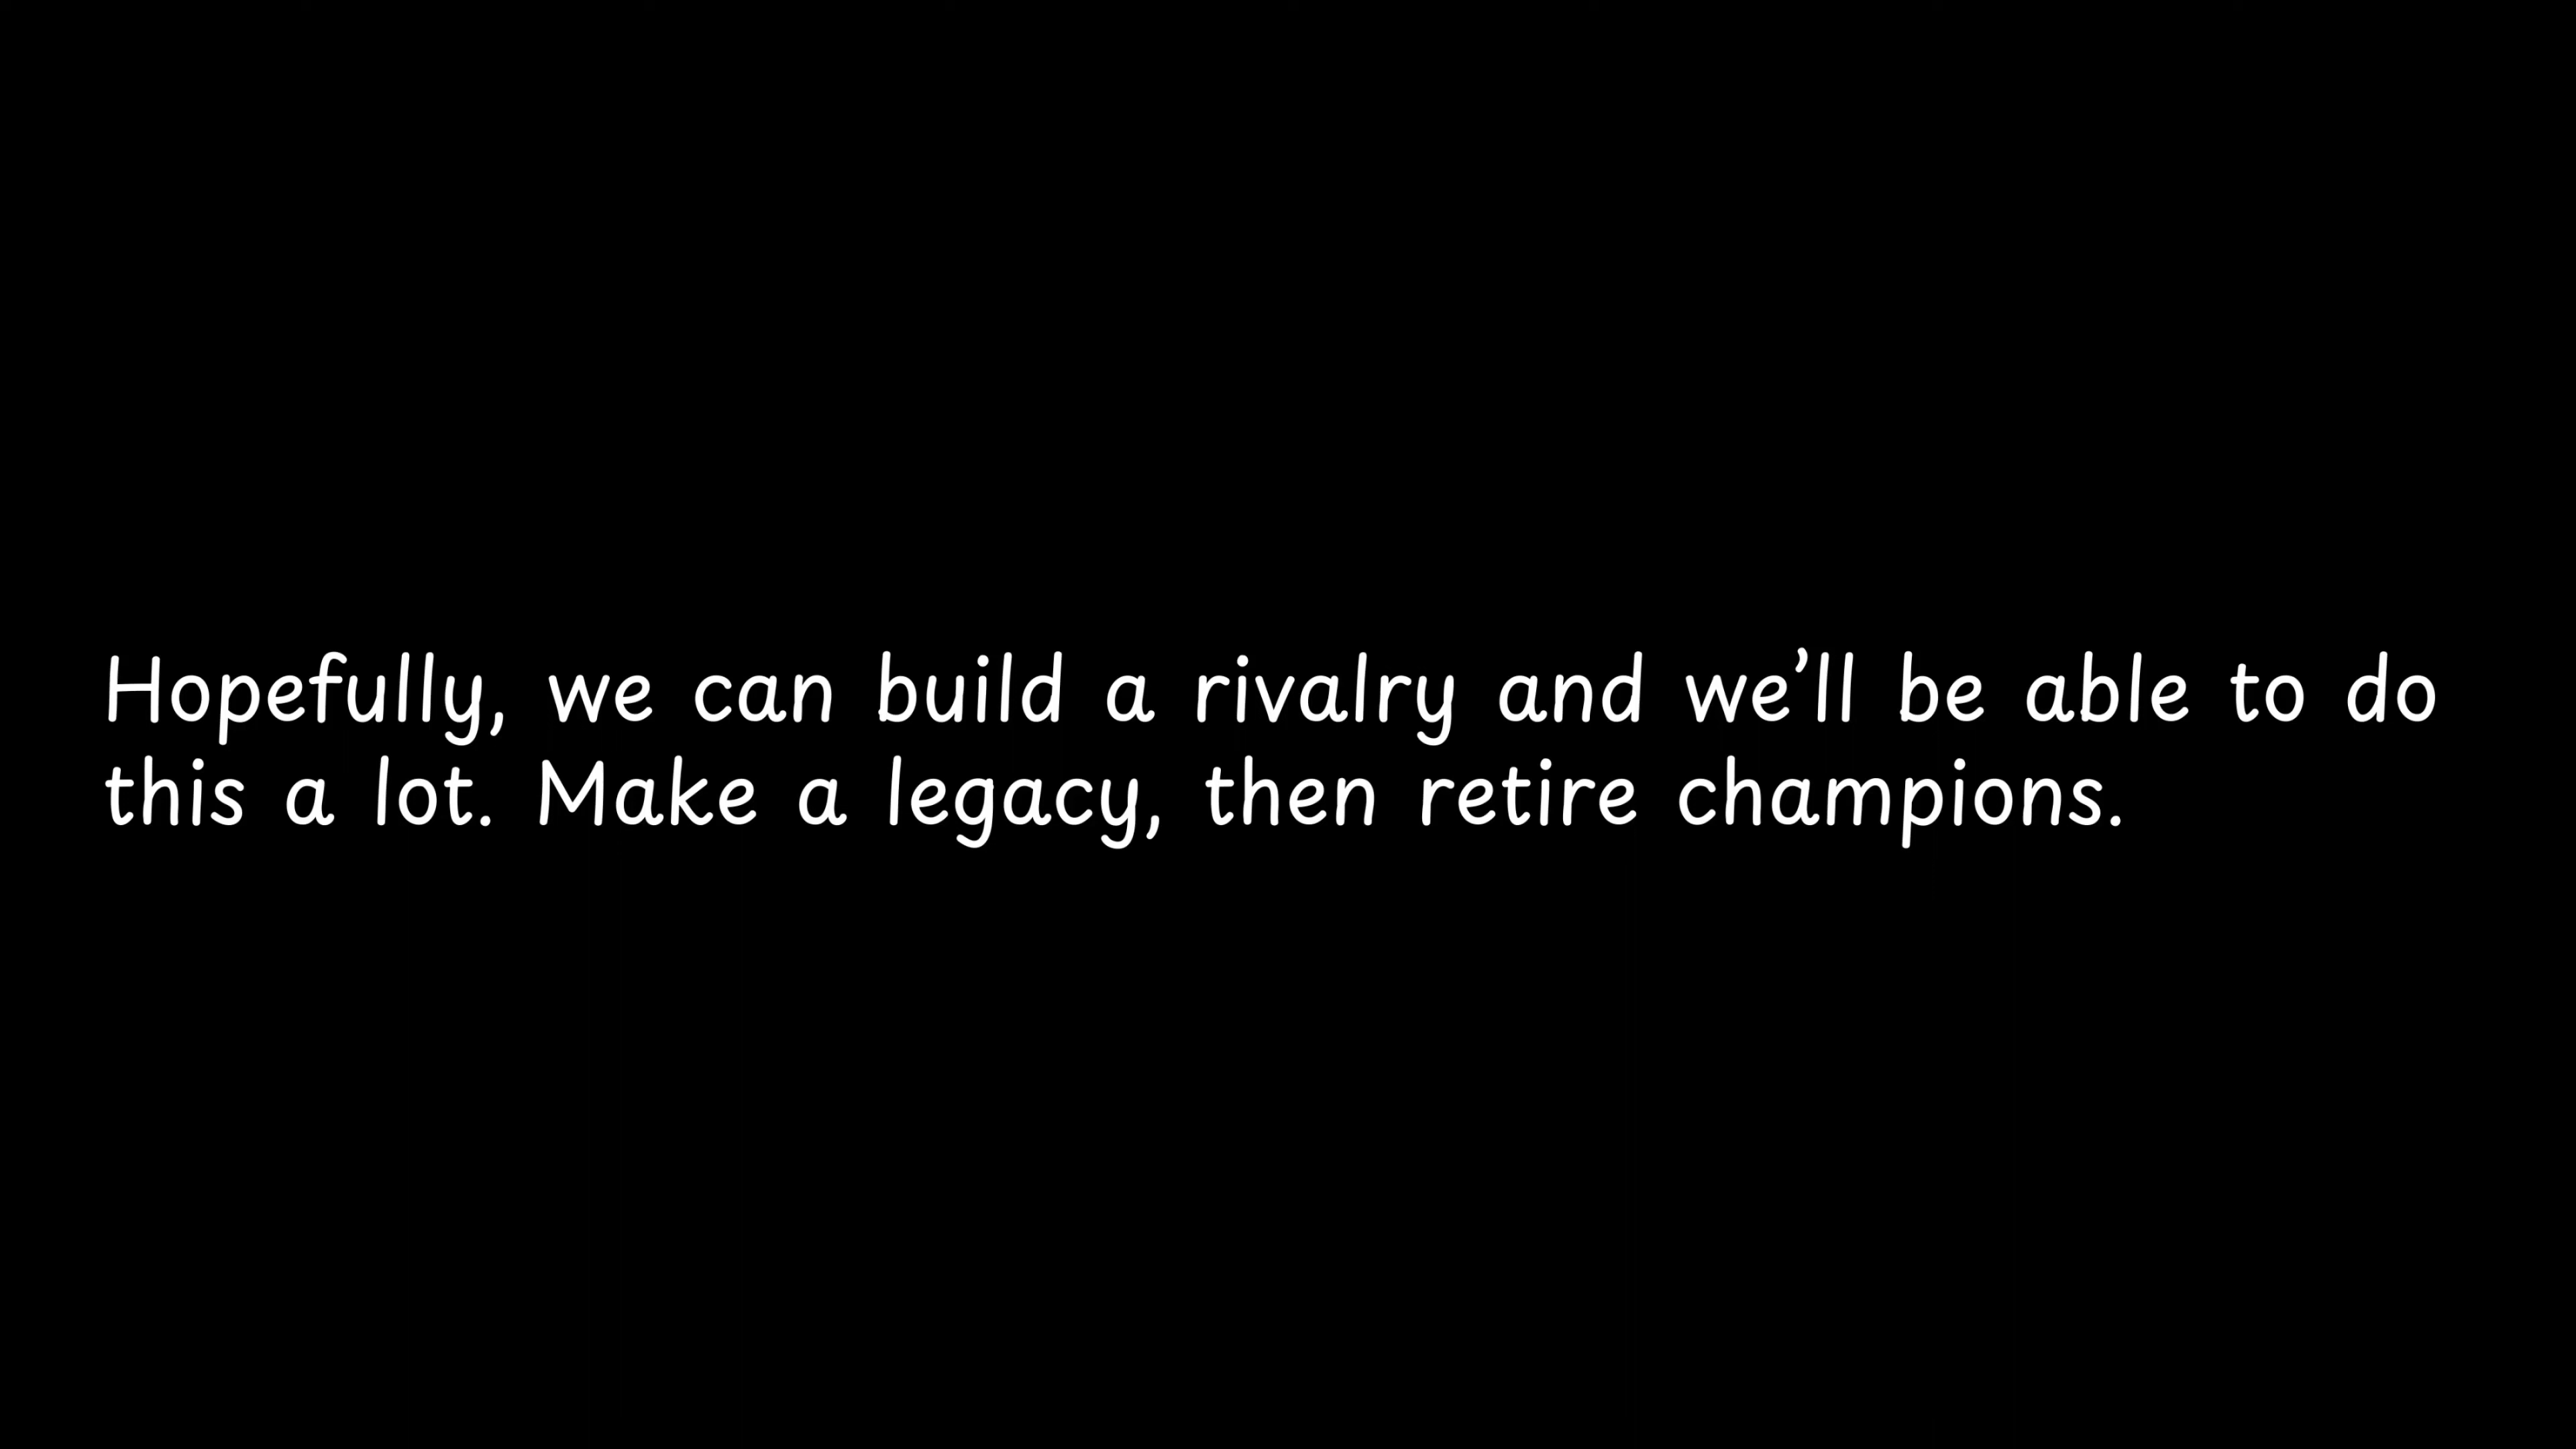 Hopefully, we can build a rivalry and we’ll be able to do
this a lot. Make a legacy, then retire champions.